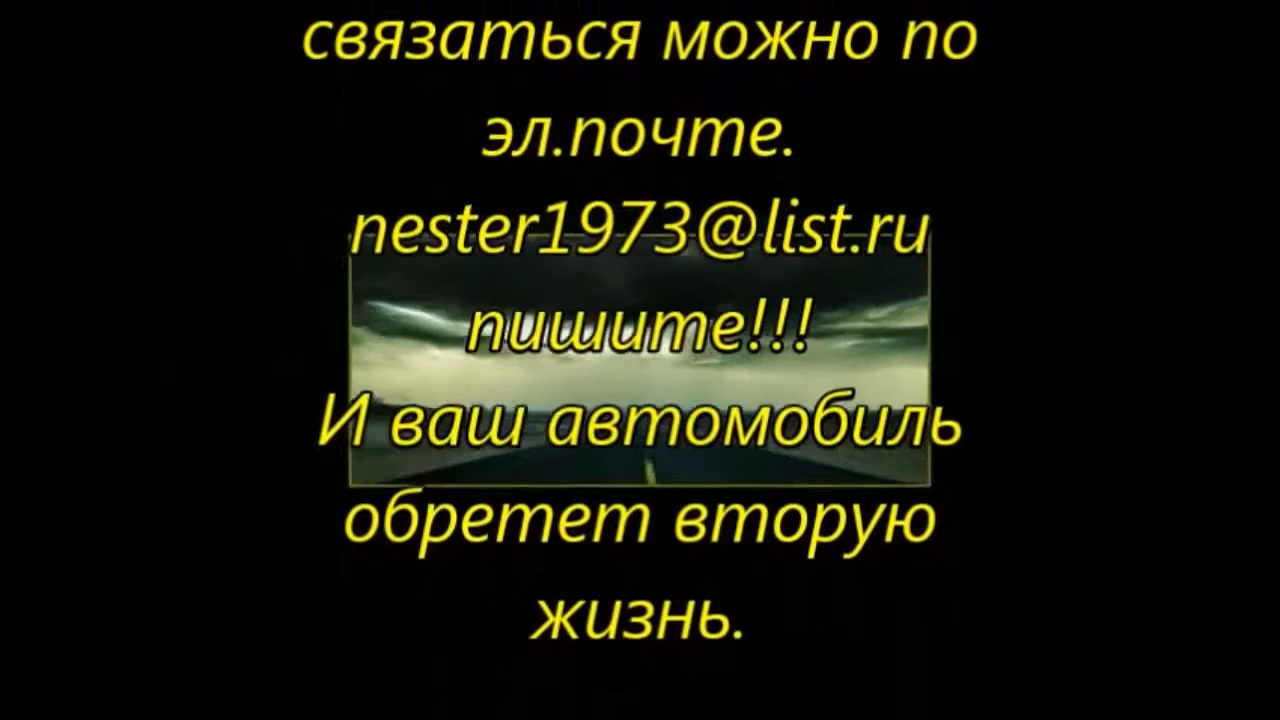 связаться можно по
эл.почте.
nester1973@list.ru
пишите!!!
И ваш автомобиль
обретет вторую
жизнь.